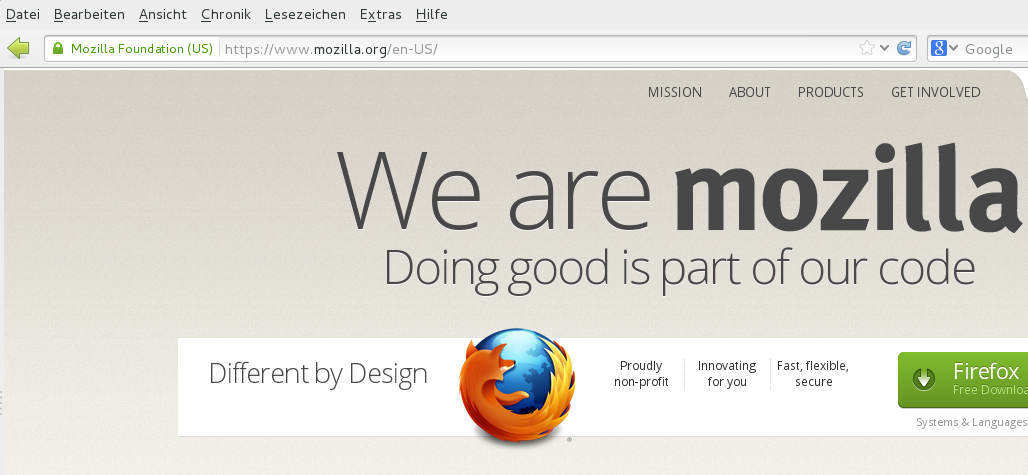 Datei Bearbeiten Ansicht Chronik Lesezeichen Extras Hilfe
Mozilla Foundation (US) https://www.mozilla.org/en-US/ Google
MISSION ABOUT PRODUCTS GET INVOLVED
We are mozilla
Doing good is part of our code
Different by Design
Proudly
non-profit
Innovating
for you
Fast, flexible,
secure
Firefox
Free Downloa
Systems & Languages